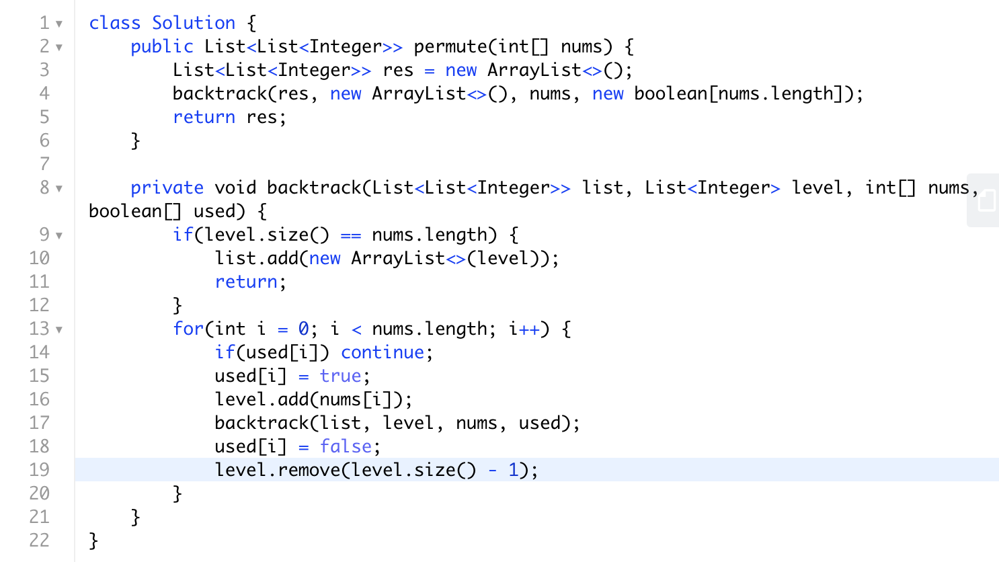 1 class Solution {
2     public List<List<Integer>> permute(int[] nums) {
3         List<List<Integer>> res = new ArrayList<>();
4         backtrack(res, new ArrayList<>(), nums, new boolean[nums.length]);
5         return res;
6     }
7
8     private void backtrack(List<List<Integer>> list, List<Integer> level, int[] nums,
boolean[] used) {
9         if(level.size() == nums.length) {
10             list.add(new ArrayList<>(level));
11             return;
12         }
13         for(int i = 0; i < nums.length; i++) {
14             if(used[i]) continue;
15             used[i] = true;
16             level.add(nums[i]);
17             backtrack(list, level, nums, used);
18             used[i] = false;
19             level.remove(level.size() - 1);
20         }
21     }
22 }